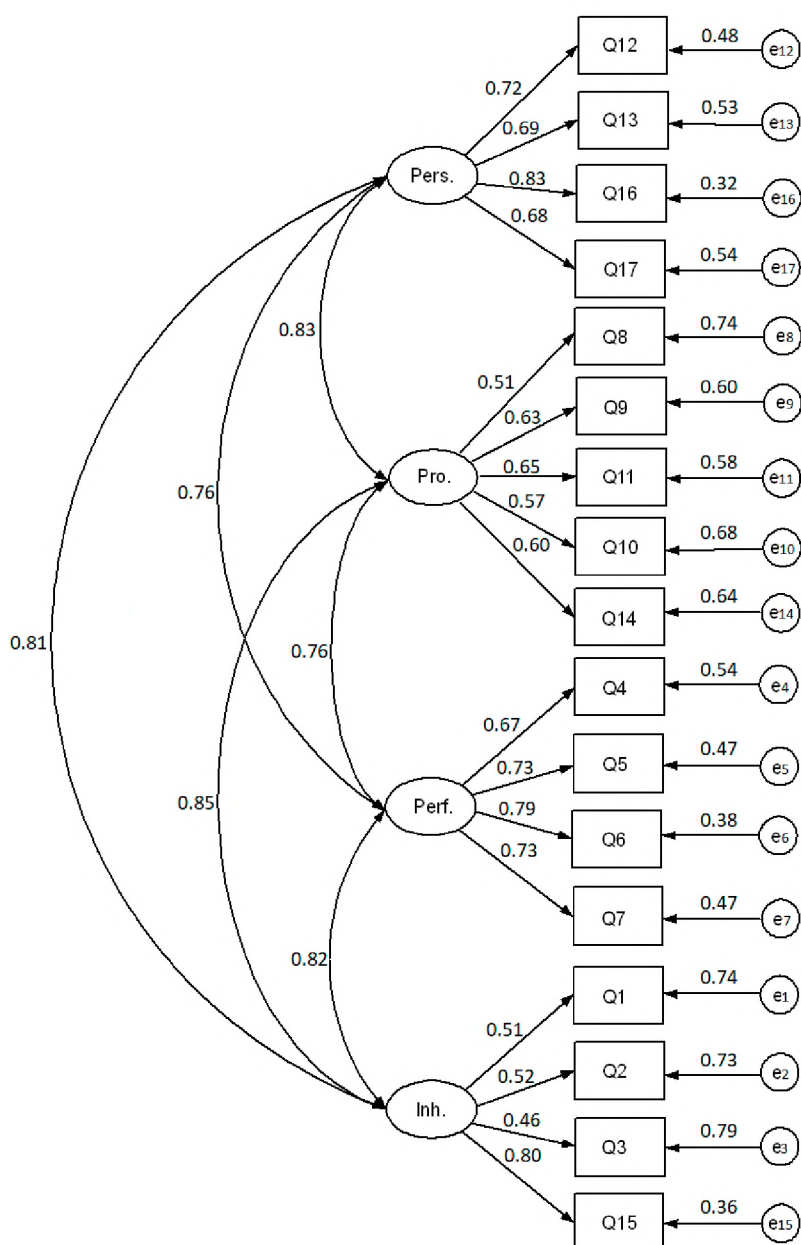 Q12 0.48 e12
0.72
Q13 0.53 e13
0.69
Pers.
0.83 Q16 0.32 e16
0.68
Q17 0.54 e17
0.83
Q8 0.74 e8
0.51
Q9 0.60 e9
0.63
Pro.
0.65 Q11 0.58 e11
0.57
0.76
Q10 0.68 e10
0.60
Q14 0.64 e14
0.81
0.76
Q4 0.54 e4
0.67
Q5 0.47 e5
0.73
0.85
Perf.
0.79
Q6 0.38 e6
0.73
Q7 0.47 e7
0.82
Q1 0.74 e1
0.51
Q2 0.73 e2
0.52
Inh.
0.46
Q3 0.79 e3
0.80
Q15 0.36 e15